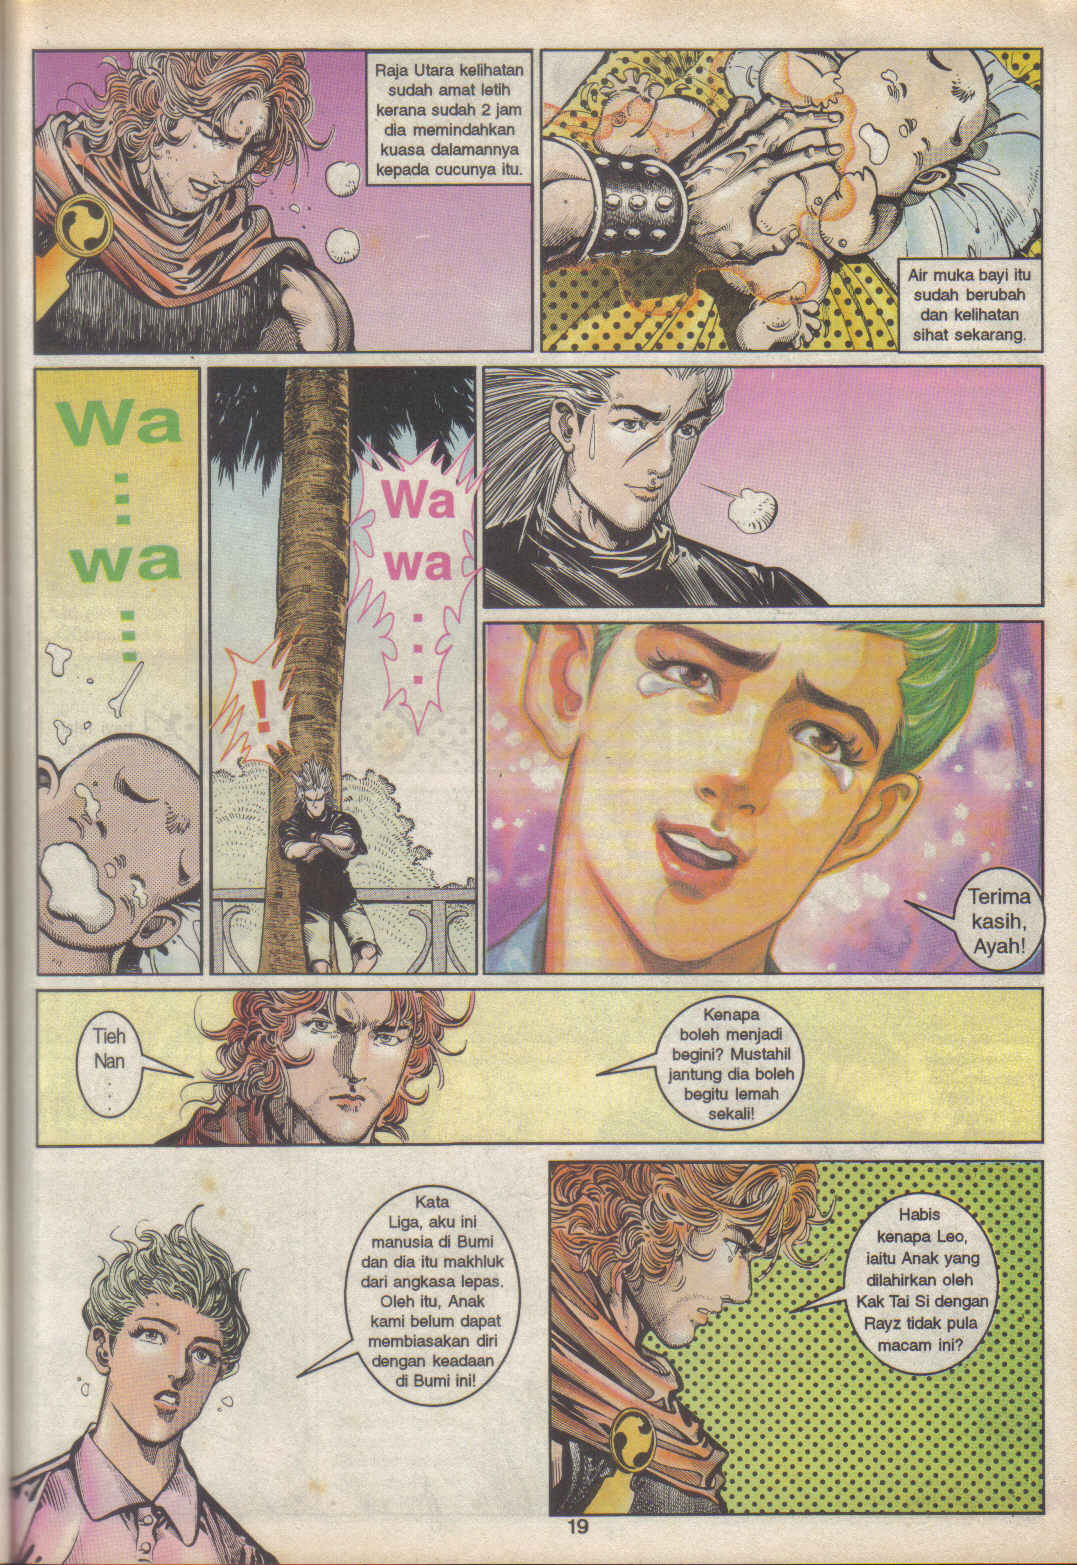 Raja Utara kelihatan
sudah amat letih
kerana sudah 2 jam
dia memindahkan
kuasa dalamannya
kepada cucunya itu.
Air muka bayi itu
sudah berubah
dan kelihatan
sihat sekarang.
Wa
...
wa
...
Wa
wa
...
!
Terima
kasih,
Ayah!
Tieh
Nan
...
Kenapa
boleh menjadi
begini? Mustahil
jantung dia boleh
begitu lemah
sekali!
Kata
Liga, aku ini
manusia di Bumi
dan dia itu makhluk
dari angkasa lepas.
Oleh itu, Anak
kami belum dapat
membiasakan diri
dengan keadaan
di Bumi ini!
Habis
kenapa Leo,
iaitu Anak yang
dilahirkan oleh
Kak Tai Si dengan
Rayz tidak pula
macam ini?
19